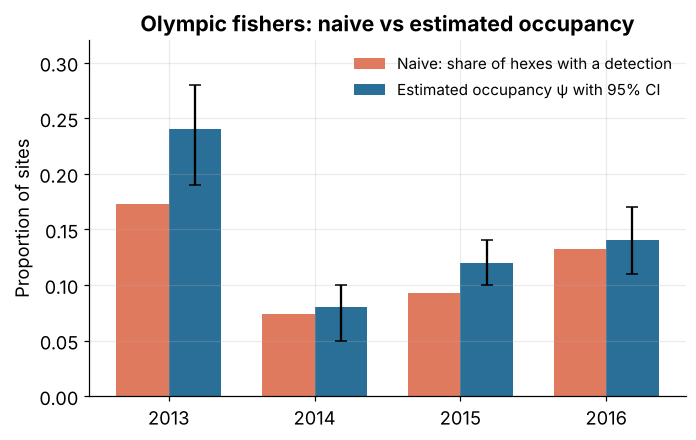 Olympic fishers: naive vs estimated occupancy
Naive: share of hexes with a detection
Estimated occupancy ψ with 95% CI
Proportion of sites
0.30
0.25
0.20
0.15
0.10
0.05
0.00
2013 2014 2015 2016